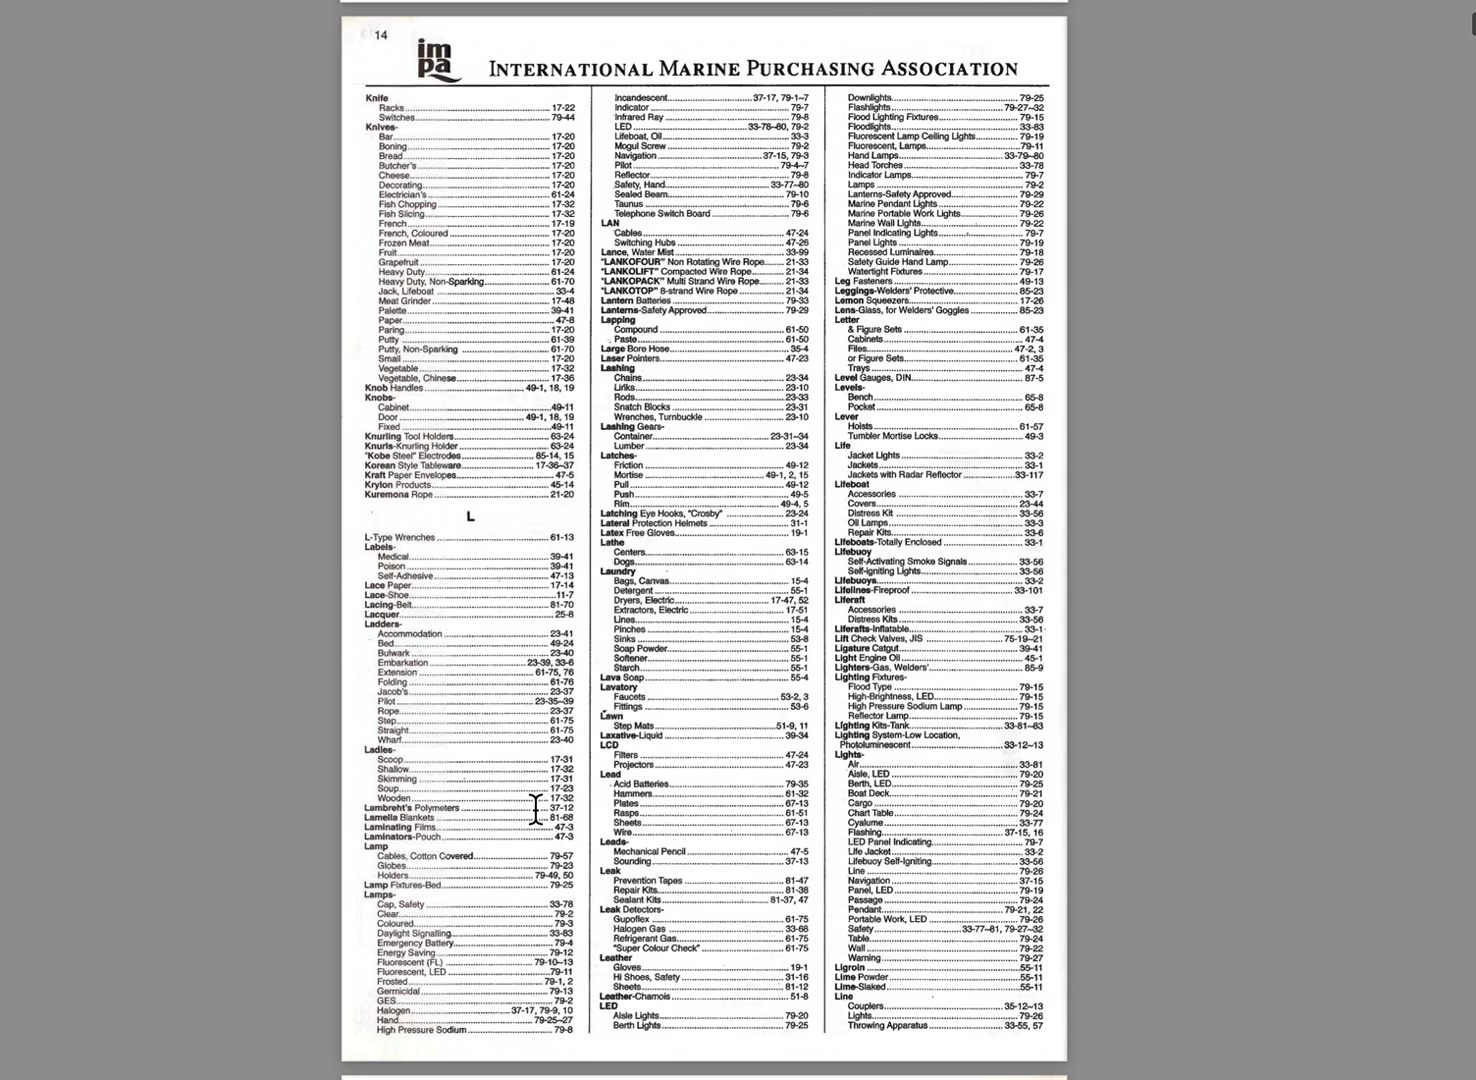 14
im
pa
INTERNATIONAL MARINE PURCHASING ASSOCIATION
Knife
Racks 17-22
Switches 79-44
Knives-
Bar 17-20
Boning 17-20
Bread 17-20
Butcher's 17-20
Cheese 17-20
Decorating 17-20
Electrician's 61-24
Fish Chopping 17-32
Fish Slicing 17-32
French 17-19
French, Coloured 17-20
Frozen Meat 17-20
Fruit 17-20
Grapefruit 17-20
Heavy Duty 61-24
Heavy Duty, Non-Sparking 61-70
Jack, Lifeboat 33-4
Meat Grinder 17-48
Palette 39-41
Paper 47-8
Paring 17-20
Putty 61-39
Putty, Non-Sparking 61-70
Small 17-20
Vegetable 17-32
Vegetable, Chinese 17-36
Knob Handles 49-1, 18, 19
Knobs-
Cabinet 49-11
Door 49-1, 18, 19
Fixed 49-11
Knurling Tool Holders 63-24
Knurls-Knurling Holder 63-24
"Kobe Steel" Electrodes 85-14, 15
Korean Style Tableware 17-36~37
Kraft Paper Envelopes 47-5
Krylon Products 45-14
Kuremona Rope 21-20
L
L-Type Wrenches 61-13
Labels-
Medical 39-41
Poison 39-41
Self-Adhesive 47-13
Lace Paper 17-14
Lace-Shoe 11-7
Lacing-Belt 81-70
Lacquer 25-8
Ladders-
Accommodation 23-41
Bed 49-24
Bulwark 23-40
Embarkation 23-39, 33-6
Extension 61-75, 76
Folding 61-76
Jacob's 23-37
Pilot 23-35~39
Rope 23-37
Step 61-75
Straight 61-75
Wharf 23-40
Ladles-
Scoop 17-31
Shallow 17-32
Skimming 17-31
Soup 17-23
Wooden 17-32
Lambreht's Polymeters 37-12
Lamella Blankets 81-68
Laminating Films 47-3
Laminators-Pouch 47-3
Lamp
Cables, Cotton Covered 79-57
Globes 79-23
Holders 79-49, 50
Lamp Fixtures-Bed 79-25
Lamps-
Cap, Safety 33-78
Clear 79-2
Coloured 79-3
Daylight Signalling 33-83
Emergency Battery 79-4
Energy Saving 79-12
Fluorescent (FL) 79-10~13
Fluorescent, LED 79-11
Frosted 79-1, 2
Germicidal 79-13
GES 79-2
Halogen 37-17, 79-9, 10
Hand 79-25~27
High Pressure Sodium 79-8
Incandescent 37-17, 79-1~7
Indicator 79-7
Infrared Ray 79-8
LED 33-78~80, 79-2
Lifeboat, Oil 33-3
Mogul Screw 79-2
Navigation 37-15, 79-3
Pilot 79-4~7
Reflector 79-8
Safety, Hand 33-77~80
Sealed Beam 79-10
Taunus 79-6
Telephone Switch Board 79-6
LAN
Cables 47-24
Switching Hubs 47-26
Lance, Water Mist 33-99
"LANKOFOUR" Non Rotating Wire Rope 21-33
"LANKOLIFT" Compacted Wire Rope 21-34
"LANKOPACK" Multi Strand Wire Rope 21-33
"LANKOTOP" 8-strand Wire Rope 21-34
Lantern Batteries 79-33
Lanterns-Safety Approved 79-29
Lapping
Compound 61-50
Paste 61-50
Large Bore Hose 35-4
Laser Pointers 47-23
Lashing
Chains 23-34
Links 23-10
Rods 23-33
Snatch Blocks 23-31
Wrenches, Turnbuckle 23-10
Lashing Gears-
Container 23-31~34
Lumber 23-34
Latches-
Friction 49-12
Mortise 49-1, 2, 15
Pull 49-12
Push 49-5
Rim 49-4, 5
Latching Eye Hooks, "Crosby" 23-24
Lateral Protection Helmets 31-1
Latex Free Gloves 19-1
Lathe
Centers 63-15
Dogs 63-14
Laundry
Bags, Canvas 15-4
Detergent 55-1
Dryers, Electric 17-47, 52
Extractors, Electric 17-51
Lines 15-4
Pinches 15-4
Sinks 53-8
Soap Powder 55-1
Softener 55-1
Starch 55-1
Lava Soap 55-4
Lavatory
Faucets 53-2, 3
Fittings 53-6
Lawn
Step Mats 51-9, 11
Laxative-Liquid 39-34
LCD
Filters 47-24
Projectors 47-23
Lead
Acid Batteries 79-35
Hammers 61-32
Plates 67-13
Rasps 61-51
Sheets 67-13
Wire 67-13
Leads-
Mechanical Pencil 47-5
Sounding 37-13
Leak
Prevention Tapes 81-47
Repair Kits 81-38
Sealant Kits 81-37, 47
Leak Detectors-
Gupoflex 61-75
Halogen Gas 33-68
Refrigerant Gas 61-75
"Super Colour Check" 61-75
Leather
Gloves 19-1
Hi Shoes, Safety 31-16
Sheets 81-12
Leather-Chamois 51-8
LED
Aisle Lights 79-20
Berth Lights 79-25
Downlights 79-25
Flashlights 79-27~32
Flood Lighting Fixtures 79-15
Floodlights 33-83
Fluorescent Lamp Ceiling Lights 79-19
Fluorescent, Lamps 79-11
Hand Lamps 33-79~80
Head Torches 33-78
Indicator Lamps 79-7
Lamps 79-2
Lanterns-Safety Approved 79-29
Marine Pendant Lights 79-22
Marine Portable Work Lights 79-26
Marine Wall Lights 79-22
Panel Indicating Lights 79-7
Panel Lights 79-19
Recessed Luminaires 79-18
Safety Guide Hand Lamp 79-26
Watertight Fixtures 79-17
Leg Fasteners 49-13
Leggings-Welders' Protective 85-23
Lemon Squeezers 17-26
Lens-Glass, for Welders' Goggles 85-23
Letter
& Figure Sets 61-35
Cabinets 47-4
Files 47-2, 3
or Figure Sets 61-35
Trays 47-4
Level Gauges, DIN 87-5
Levels-
Bench 65-8
Pocket 65-8
Lever
Hoists 61-57
Tumbler Mortise Locks 49-3
Life
Jacket Lights 33-2
Jackets 33-1
Jackets with Radar Reflector 33-117
Lifeboat
Accessories 33-7
Covers 23-44
Distress Kit 33-56
Oil Lamps 33-3
Repair Kits 33-6
Lifeboats-Totally Enclosed 33-1
Lifebuoy
Self-Activating Smoke Signals 33-56
Self-Igniting Lights 33-56
Lifebuoys 33-2
Lifelines-Fireproof 33-101
Liferaft
Accessories 33-7
Distress Kits 33-56
Liferafts-Inflatable 33-1
Lift Check Valves, JIS 75-19~21
Ligature Catgut 39-41
Light Engine Oil 45-1
Lighters-Gas, Welders' 85-9
Lighting Fixtures-
Flood Type 79-15
High-Brightness, LED 79-15
High Pressure Sodium Lamp 79-15
Reflector Lamp 79-15
Lighting Kits-Tank 33-81~83
Lighting System-Low Location,
Photoluminescent 33-12~13
Lights-
Air 33-81
Aisle, LED 79-20
Berth, LED 79-25
Boat Deck 79-21
Cargo 79-20
Chart Table 79-24
Cyalume 33-77
Flashing 37-15, 16
LED Panel Indicating 79-7
Life Jacket 33-2
Lifebuoy Self-Igniting 33-56
Line 79-26
Navigation 37-15
Panel, LED 79-19
Passage 79-24
Pendant 79-21, 22
Portable Work, LED 79-26
Safety 33-77~81, 79-27~32
Table 79-24
Wall 79-22
Warning 79-27
Ligroin 55-11
Lime Powder 55-11
Lime-Slaked 55-11
Line
Couplers 35-12~13
Lights 79-26
Throwing Apparatus 33-55, 57